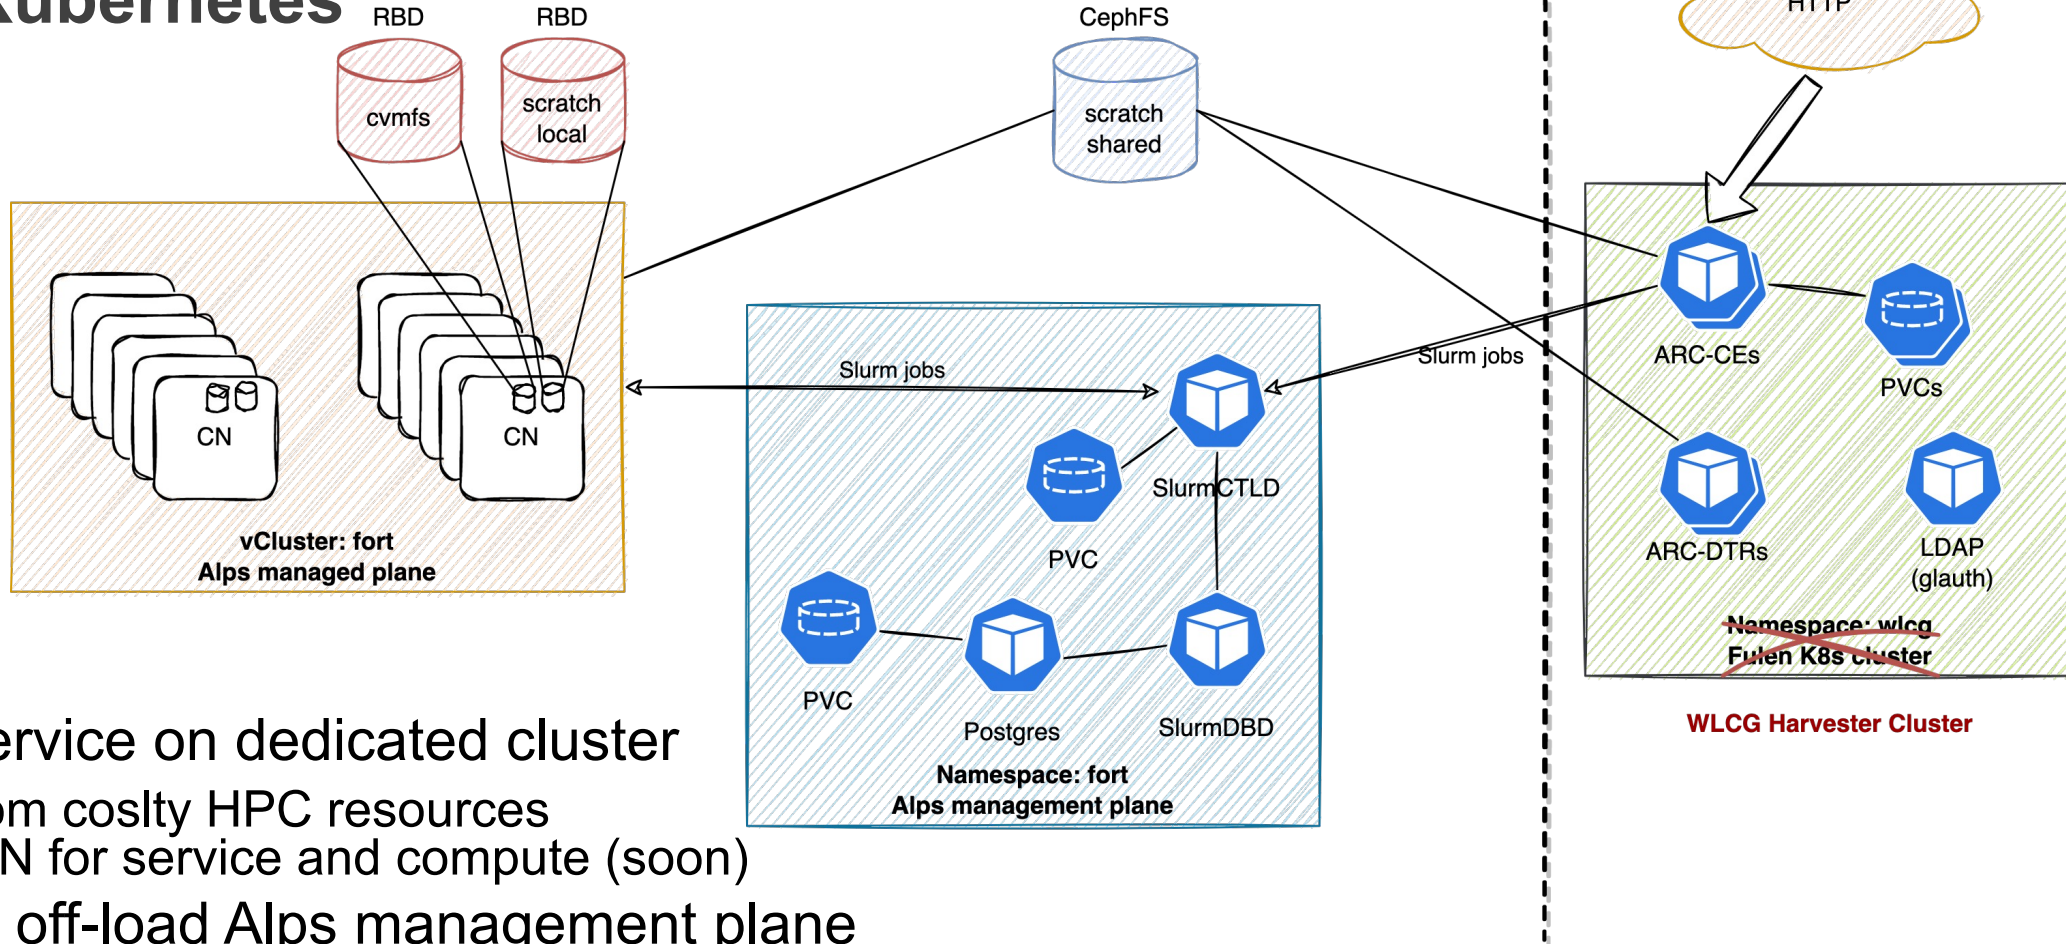 Kubernetes
RBD
RBD
CephFS
HTTP
cvmfs
scratch
local
scratch
shared
Slurm jobs
Slurm jobs
ARC-CEs
PVCs
CN
CN
SlurmCTLD
PVC
vCluster: fort
Alps managed plane
ARC-DTRs
LDAP
(glauth)
Namespace: wlcg
Fulen K8s cluster
PVC
Postgres
SlurmDBD
WLCG Harvester Cluster
Namespace: fort
Alps management plane
ervice on dedicated cluster
om coslty HPC resources
N for service and compute (soon)
off-load Alps management plane